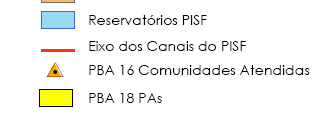 Reservatórios PISF
Eixo dos Canais do PISF
PBA 16 Comunidades Atendidas
PBA 18 PAs